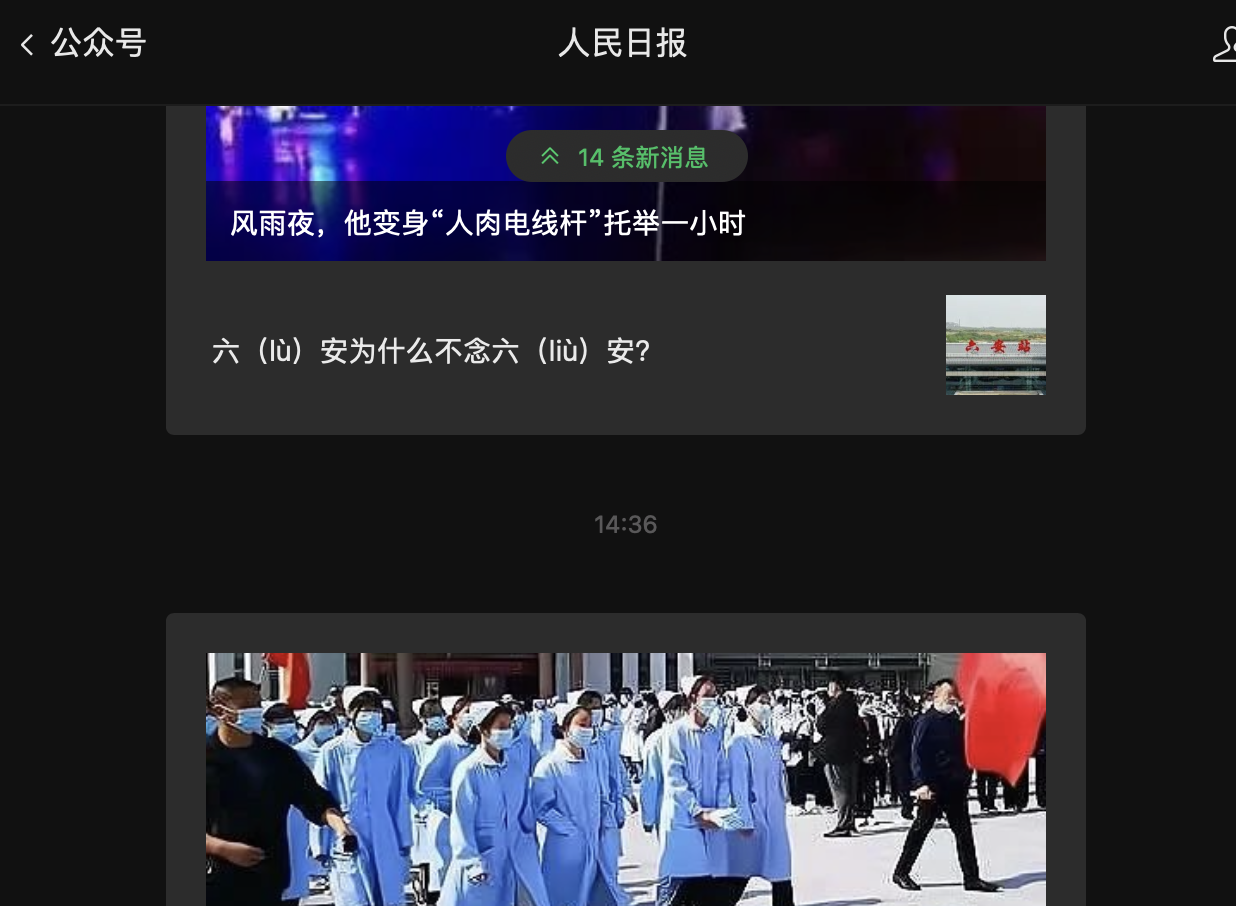 公众号
人民日报
14 条新消息
风雨夜，他变身“人肉电线杆”托举一小时
六（lù）安为什么不念六（liù）安？
六安站
14:36